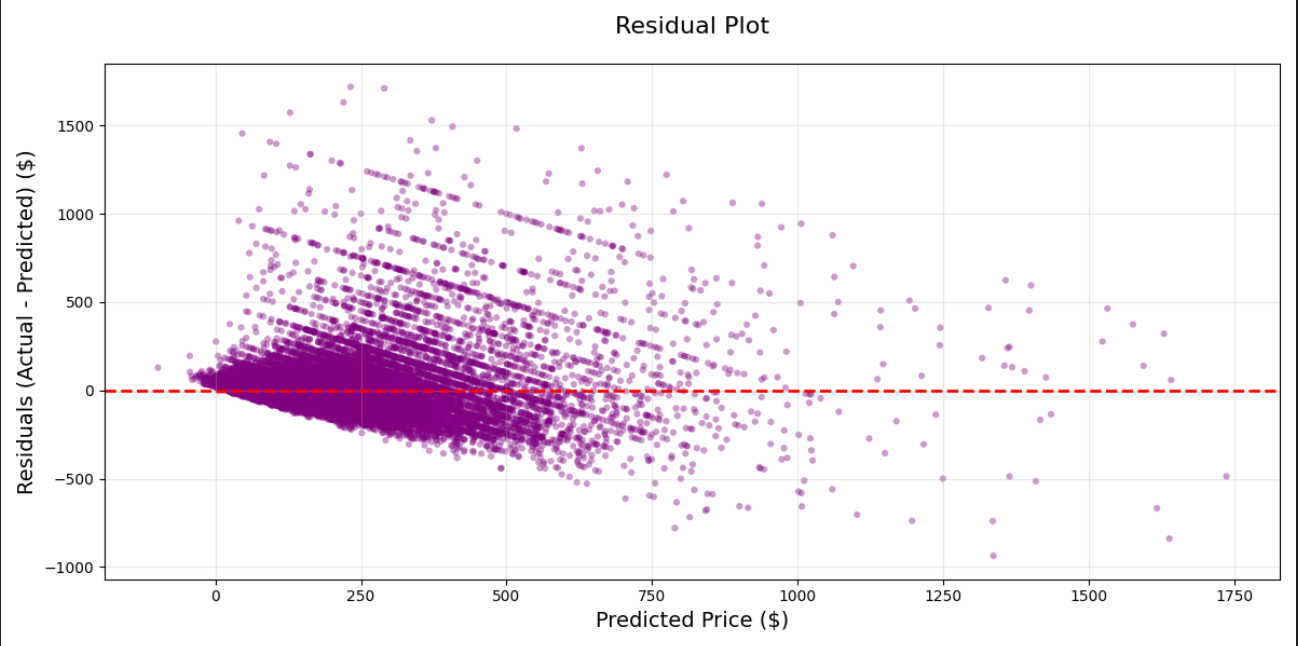 Residual Plot
Residuals (Actual - Predicted) ($)
1500
1000
500
0
−500
−1000
0 250 500 750 1000 1250 1500 1750
Predicted Price ($)